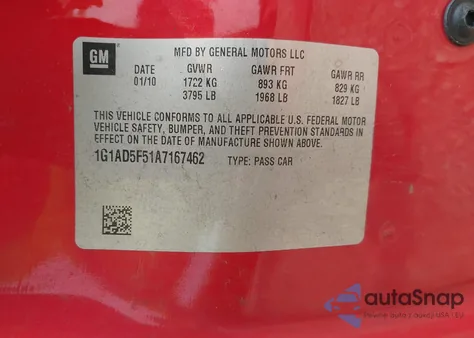 GM
MFD BY GENERAL MOTORS LLC
DATE GVWR GAWR FRT GAWR RR
01/10 1722 KG 893 KG 829 KG
3795 LB 1968 LB 1827 LB
THIS VEHICLE CONFORMS TO ALL APPLICABLE U.S. FEDERAL MOTOR
VEHICLE SAFETY, BUMPER, AND THEFT PREVENTION STANDARDS IN
EFFECT ON THE DATE OF MANUFACTURE SHOWN ABOVE.
1G1AD5F51A7167462 TYPE: PASS CAR
autoSnap